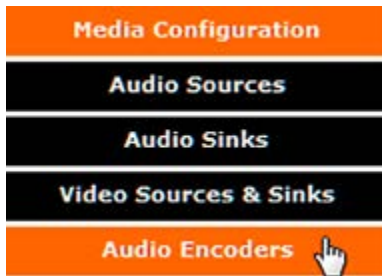 Media Configuration
Audio Sources
Audio Sinks
Video Sources & Sinks
Audio Encoders